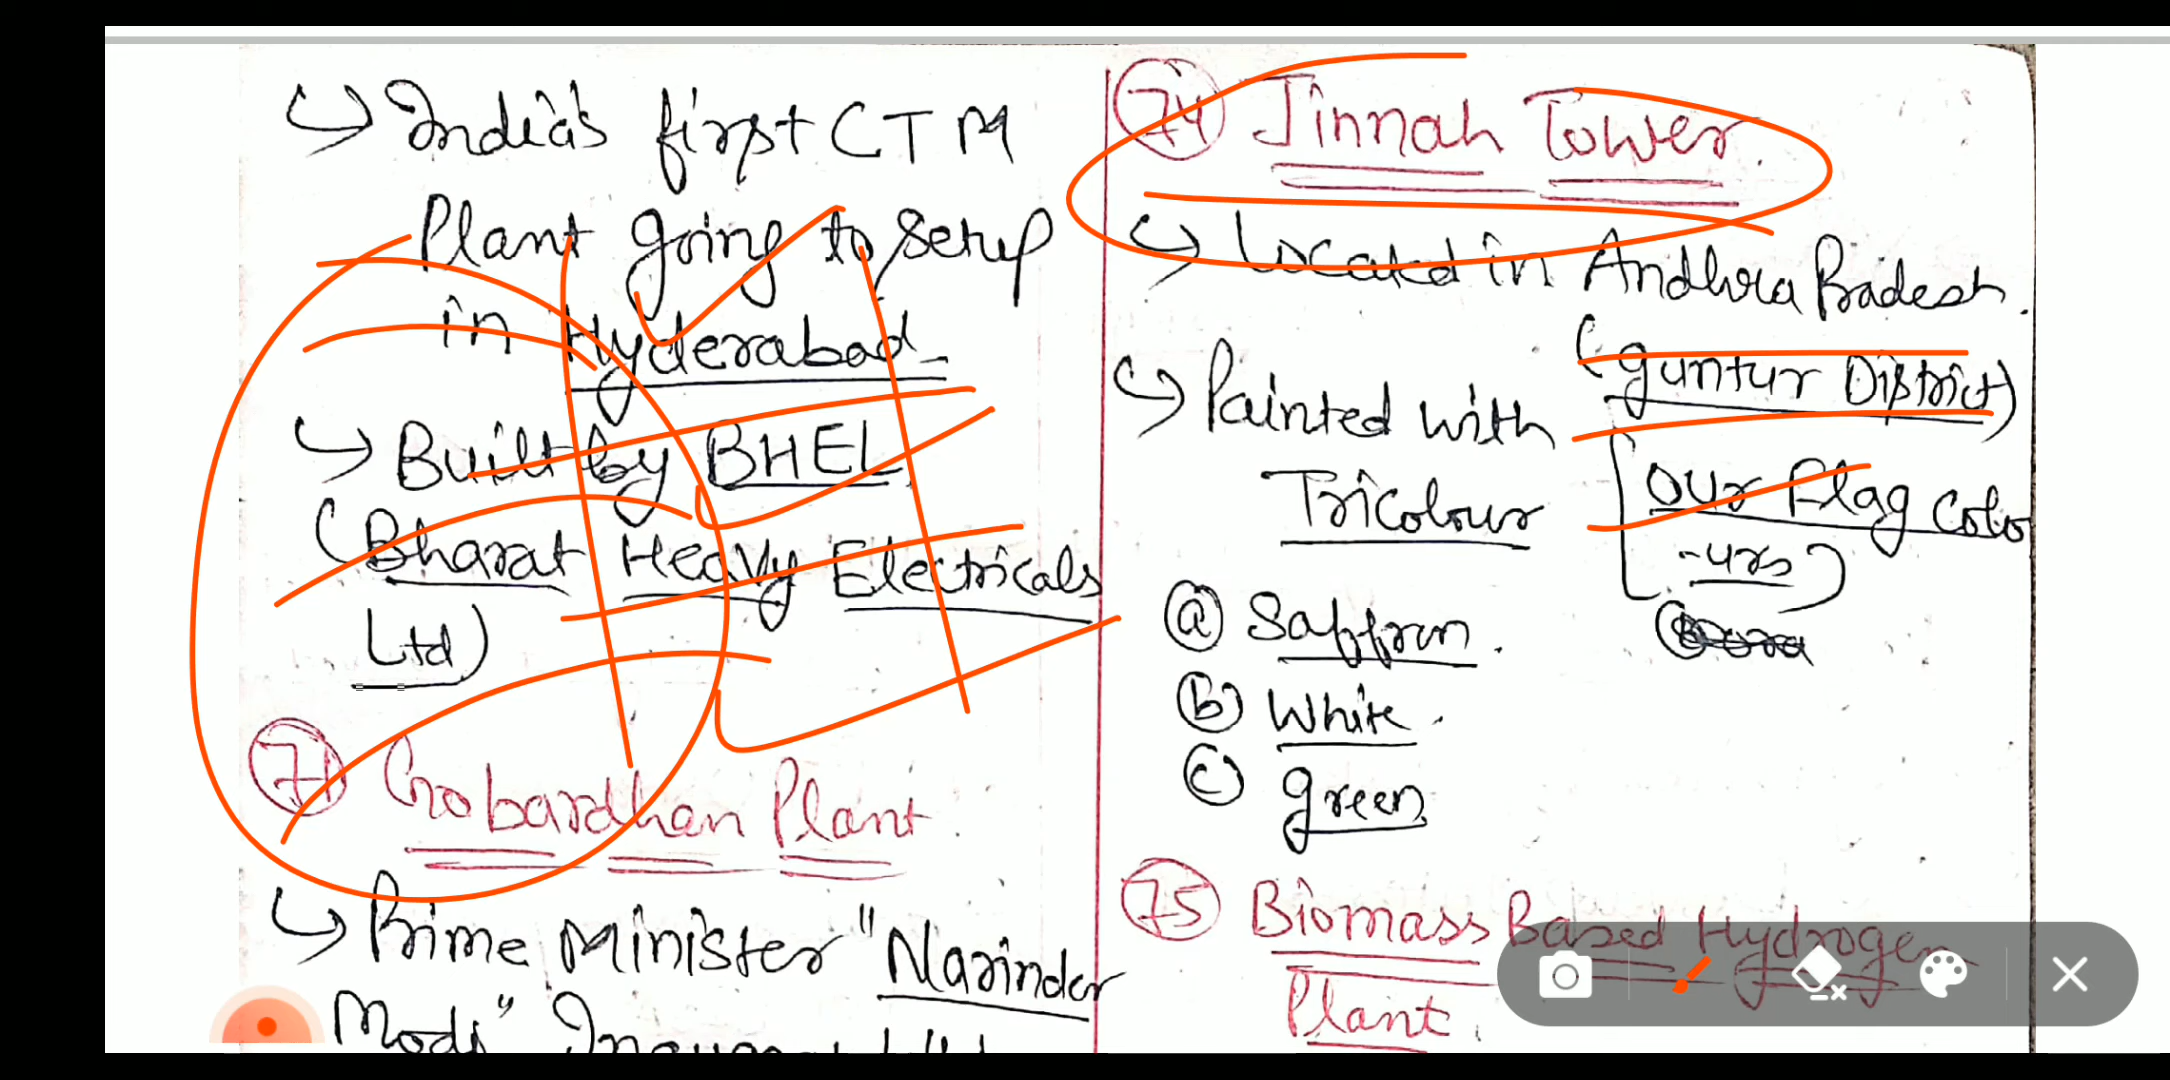 ↪ India's first CTM
Plant going to setup
in Hyderabad
↪ Built by BHEL
(Bharat Heavy Electricals
Ltd)
71 Gobardhan Plant.
↪ Prime Minister "Narinder
Modi"
74 Jinnah Tower.
↪ Located in Andhra Pradesh.
(guntur District)
↪ Painted with
Tricolour [our Flag colo
-urs)
a Saffron.
b White.
c green.
75 Biomass Based Hydrogen
Plant.